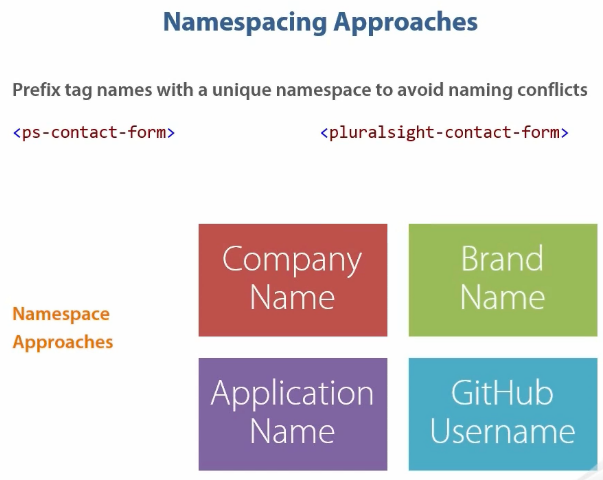 Namespacing Approaches
Prefix tag names with a unique namespace to avoid naming conflicts
<ps-contact-form> <pluralsight-contact-form>
Company Name
Brand Name
Namespace Approaches
Application Name
GitHub Username